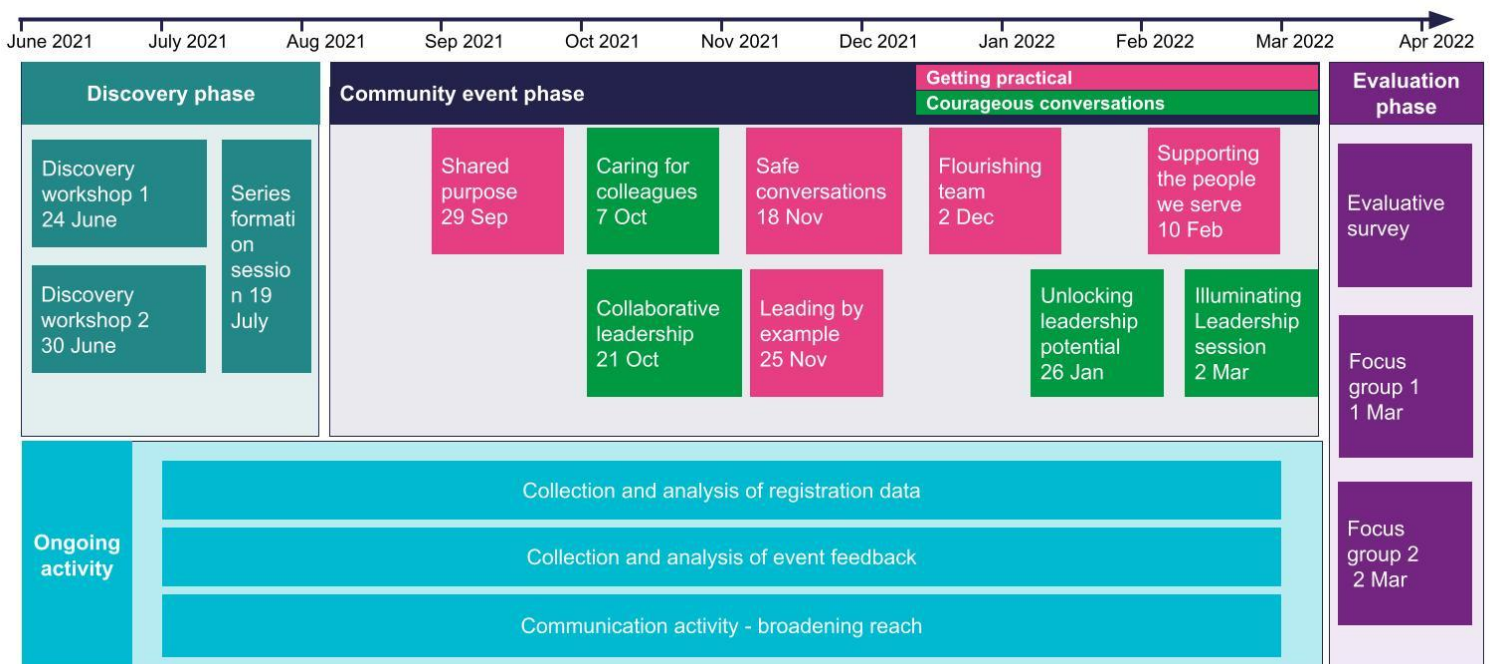 June 2021
July 2021
Aug 2021
Sep 2021
Oct 2021
Nov 2021
Dec 2021
Jan 2022
Feb 2022
Mar 2022
Apr 2022
Discovery phase
Discovery
workshop 1
24 June
Discovery
workshop 2
30 June
Series
formati
on
sessio
n 19
July
Community event phase
Getting practical
Courageous conversations
Shared
purpose
29 Sep
Caring for
colleagues
7 Oct
Safe
conversations
18 Nov
Flourishing
team
2 Dec
Supporting
the people
we serve
10 Feb
Collaborative
leadership
21 Oct
Leading by
example
25 Nov
Unlocking
leadership
potential
26 Jan
Illuminating
Leadership
session
2 Mar
Evaluation
phase
Evaluative
survey
Focus
group 1
1 Mar
Focus
group 2
2 Mar
Ongoing
activity
Collection and analysis of registration data
Collection and analysis of event feedback
Communication activity - broadening reach